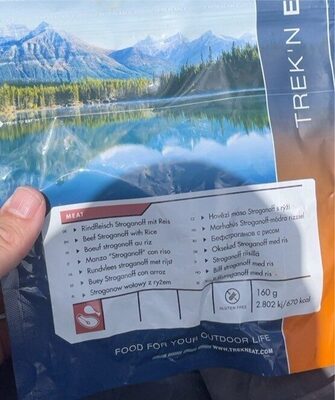 TREK'N E
MEAT
Rindfleisch Stroganoff mit Reis
Beef Stroganoff with Rice
Bœuf stroganoff au riz
Manzo "Stroganoff" con riso
Rundvlees stroganoff met rijst
Buey Stroganoff con arroz
Stroganow wołowy z ryżem
Hovězí maso Stroganoff s rýží
Marhahús Stroganoff-módra rizzsel
Бефстроганов с рисом
Oksekød Stroganoff med ris
Stroganoff riisillä
Biff stroganoff med ris
Biffstroganoff med ris
GLUTEN FREE
160 g
2.802 kj/670 kcal
FOOD FOR YOUR OUTDOOR LIFE
WWW.TREKNEAT.COM